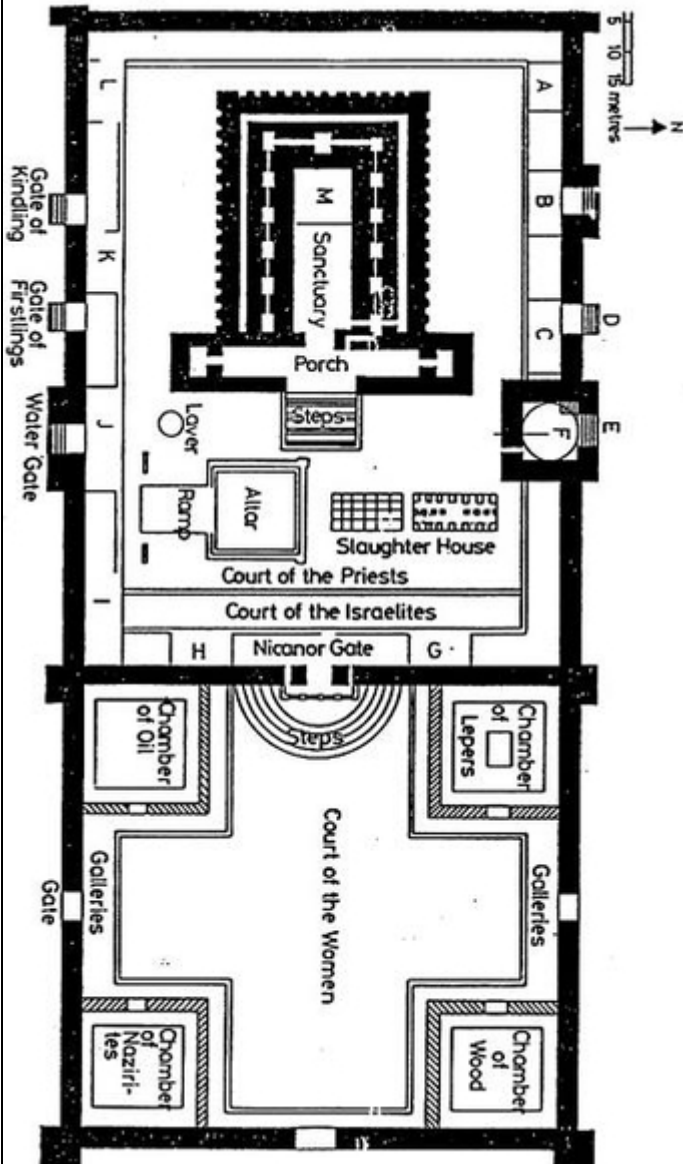 5 10 15 metres
N
A
L
B
Gate of
Kindling
M
K
Sanctuary
Gate of
Firstlings
C
D
Porch
Water Gate
J
Laver
Steps
E
F
Ramp
Altar
Slaughter House
Court of the Priests
I
Court of the Israelites
H
Nicanor Gate
G
Chamber
of Oil
Steps
Chamber
of
Lepers
Court of the Women
Galleries
Galleries
Gate
Chamber
of
Naziri-
tes
Chamber
of
Wood